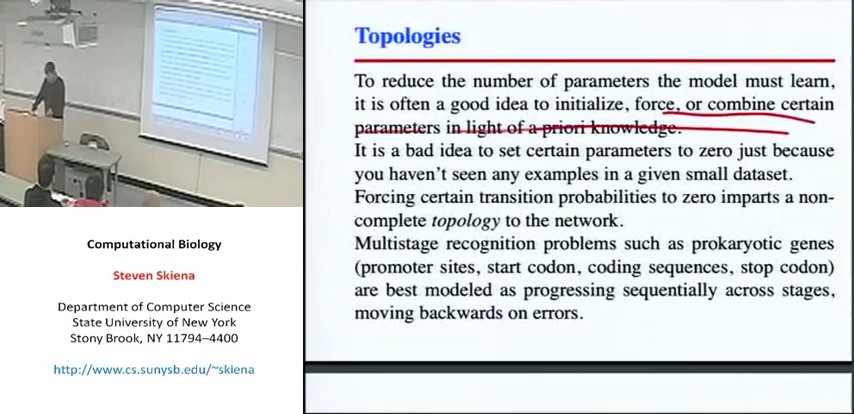 Topologies
To reduce the number of parameters the model must learn,
it is often a good idea to initialize, force, or combine certain
parameters in light of a priori knowledge.
It is a bad idea to set certain parameters to zero just because
you haven't seen any examples in a given small dataset.
Forcing certain transition probabilities to zero imparts a non-
complete topology to the network.
Multistage recognition problems such as prokaryotic genes
(promoter sites, start codon, coding sequences, stop codon)
are best modeled as progressing sequentially across stages,
moving backwards on errors.
Computational Biology
Steven Skiena
Department of Computer Science
State University of New York
Stony Brook, NY 11794–4400
http://www.cs.sunysb.edu/~skiena